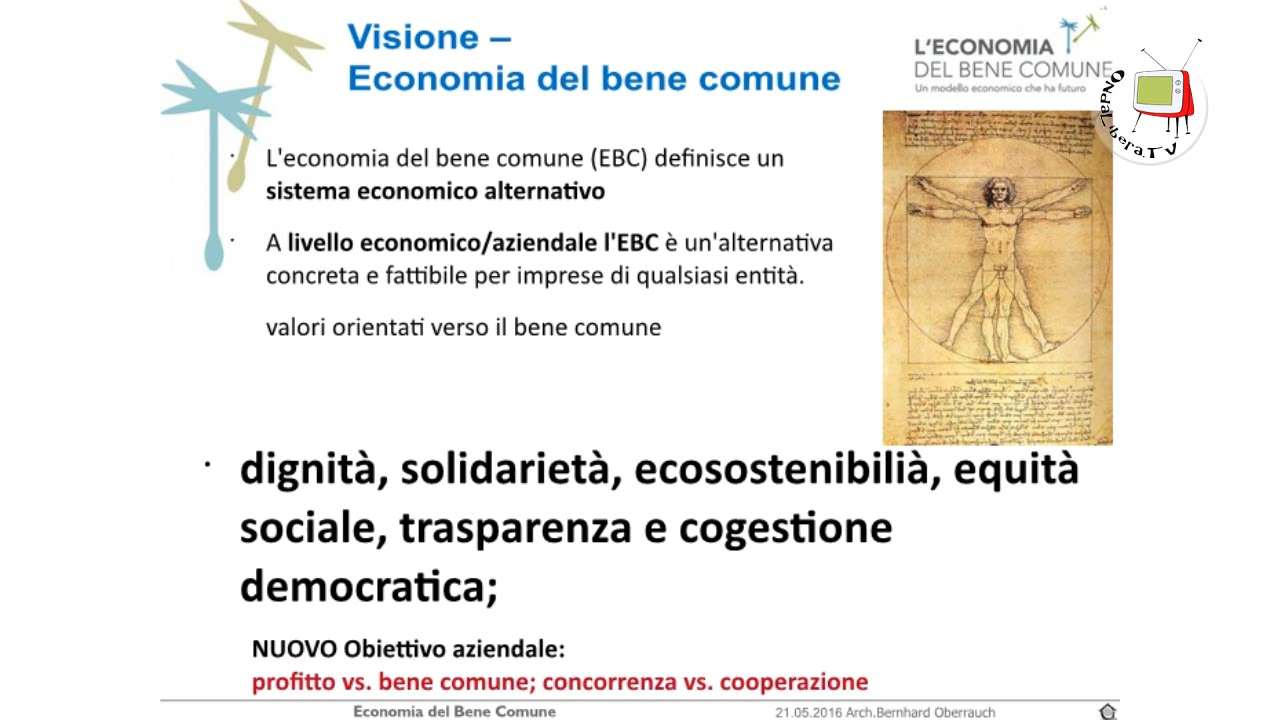 Visione –
Economia del bene comune
L'ECONOMIA
DEL BENE COMUNE
Un modello economico che ha futuro
ONDALiberaTV
· L'economia del bene comune (EBC) definisce un
sistema economico alternativo
· A livello economico/aziendale l'EBC è un'alternativa
concreta e fattibile per imprese di qualsiasi entità.
valori orientati verso il bene comune
· dignità, solidarietà, ecosostenibilià, equità
sociale, trasparenza e cogestione
democratica;
NUOVO Obiettivo aziendale:
profitto vs. bene comune; concorrenza vs. cooperazione
Economia del Bene Comune
21.05.2016 Arch.Bernhard Oberrauch